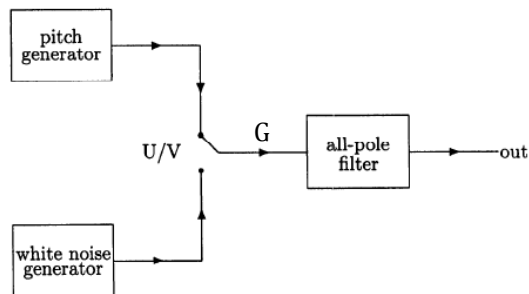 pitch
generator
U/V
G
all-pole
filter
out
white noise
generator